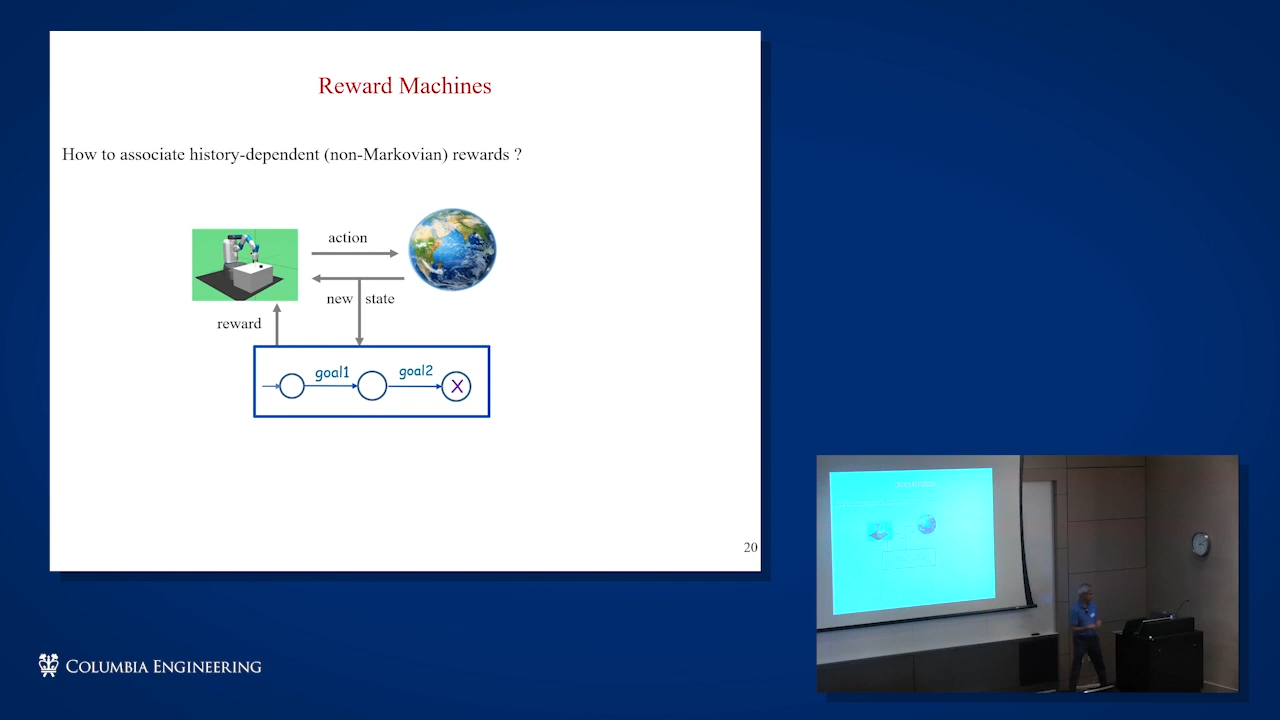 Reward Machines
How to associate history-dependent (non-Markovian) rewards ?
action
new state
reward
goal1 goal2
X
20
COLUMBIA ENGINEERING